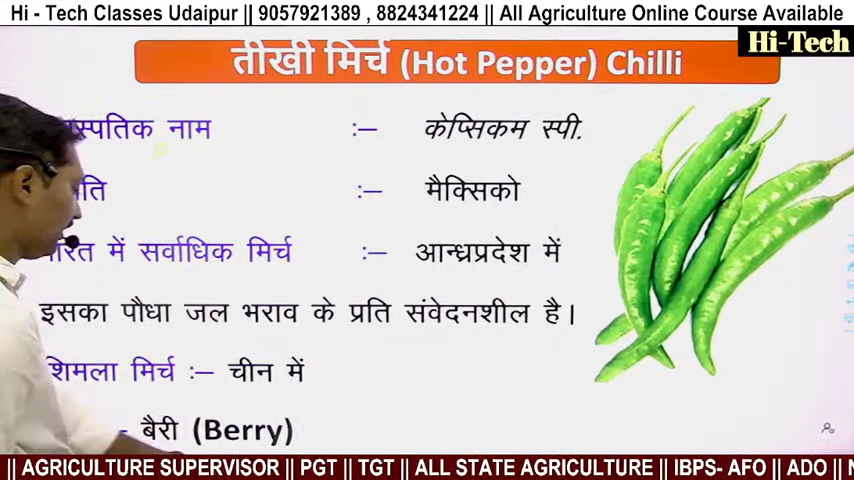 Hi - Tech Classes Udaipur || 9057921389 , 8824341224 || All Agriculture Online Course Available
Hi-Tech
तीखी मिर्च (Hot Pepper) Chilli
नाम :– केप्सिकम स्पी.
:– मैक्सिको
में सर्वाधिक मिर्च :– आन्ध्रप्रदेश में
इसका पौधा जल भराव के प्रति संवेदनशील है।
शिमला मिर्च :– चीन में
- बैरी (Berry)
|| AGRICULTURE SUPERVISOR || PGT || TGT || ALL STATE AGRICULTURE || IBPS- AFO || ADO ||